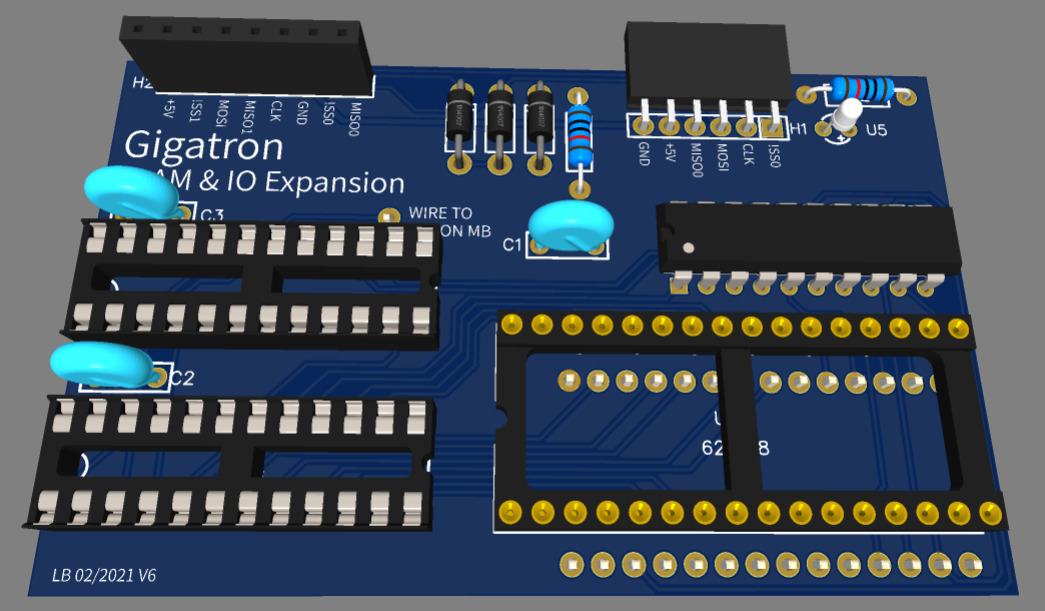 H2
+5V
!SS1
MOSI
MISO1
CLK
GND
!SS0
MISO0
GND
+5V
MISO0
MOSI
CLK
!SS0
H1
U5
Gigatron
AM & IO Expansion
C3
WIRE TO
ON MB
C1
C2
U
62 8
LB 02/2021 V6